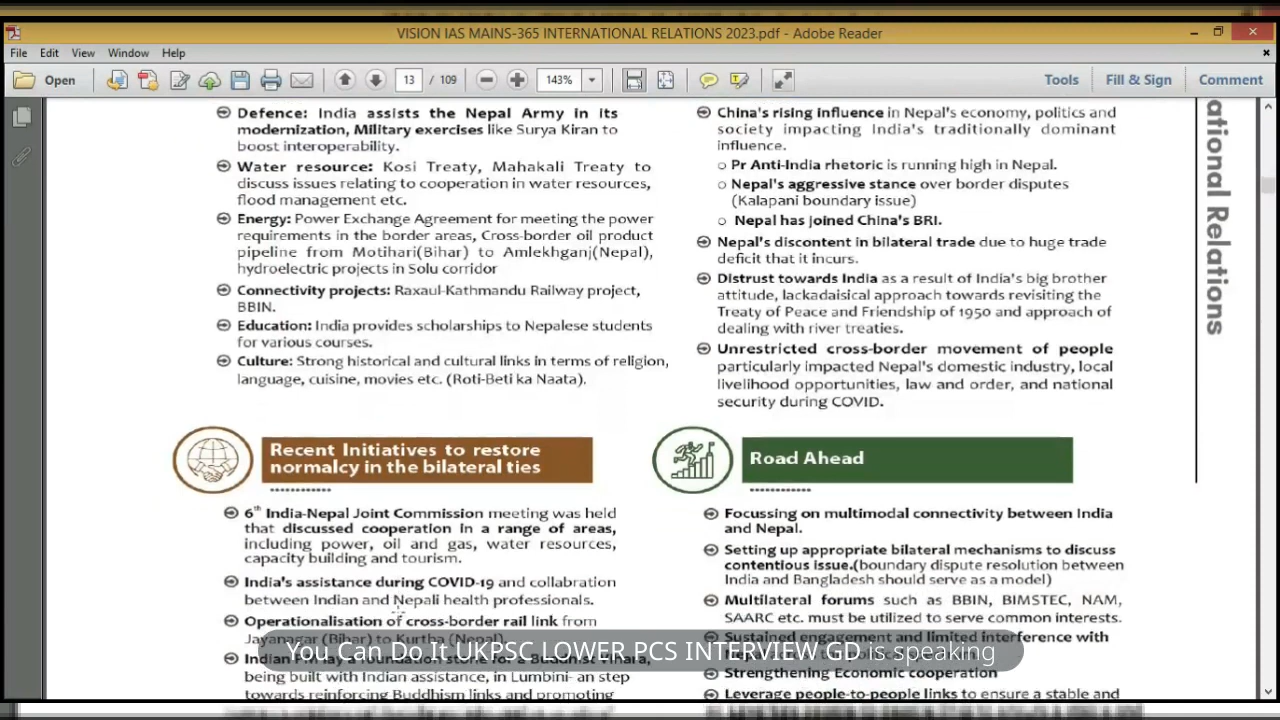 VISION IAS MAINS-365 INTERNATIONAL RELATIONS 2023.pdf - Adobe Reader
File Edit View Window Help
Open 13 / 109 143% Tools Fill & Sign Comment
Defence: India assists the Nepal Army in its
modernization, Military exercises like Surya Kiran to
boost interoperability.
Water resource: Kosi Treaty, Mahakali Treaty to
discuss issues relating to cooperation in water resources,
flood management etc.
Energy: Power Exchange Agreement for meeting the power
requirements in the border areas, Cross-border oil product
pipeline from Motihari(Bihar) to Amlekhganj(Nepal),
hydroelectric projects in Solu corridor
Connectivity projects: Raxaul-Kathmandu Railway project,
BBIN.
Education: India provides scholarships to Nepalese students
for various courses.
Culture: Strong historical and cultural links in terms of religion,
language, cuisine, movies etc. (Roti-Beti ka Naata).
China's rising influence in Nepal's economy, politics and
society impacting India's traditionally dominant
influence.
Pr Anti-India rhetoric is running high in Nepal.
Nepal's aggressive stance over border disputes
(Kalapani boundary issue)
Nepal has joined China's BRI.
Nepal's discontent in bilateral trade due to huge trade
deficit that it incurs.
Distrust towards India as a result of India's big brother
attitude, lackadaisical approach towards revisiting the
Treaty of Peace and Friendship of 1950 and approach of
dealing with river treaties.
Unrestricted cross-border movement of people
particularly impacted Nepal's domestic industry, local
livelihood opportunities, law and order, and national
security during COVID.
ational Relations
Recent Initiatives to restore
normalcy in the bilateral ties
6th India-Nepal Joint Commission meeting was held
that discussed cooperation in a range of areas,
including power, oil and gas, water resources,
capacity building and tourism.
India's assistance during COVID-19 and collabration
between Indian and Nepali health professionals.
Operationalisation of cross-border rail link from
Jayanagar (Bihar) to Kurtha (Nepal).
Indian PM lay a foundation stone for a Buddhist Vihara,
being built with Indian assistance, in Lumbini- an step
towards reinforcing Buddhism links and promoting
Road Ahead
Focussing on multimodal connectivity between India
and Nepal.
Setting up appropriate bilateral mechanisms to discuss
contentious issue.(boundary dispute resolution between
India and Bangladesh should serve as a model)
Multilateral forums such as BBIN, BIMSTEC, NAM,
SAARC etc. must be utilized to serve common interests.
Sustained engagement and limited interference with
Strengthening Economic cooperation
Leverage people-to-people links to ensure a stable and
You Can Do It UKPSC LOWER PCS INTERVIEW GD is speaking